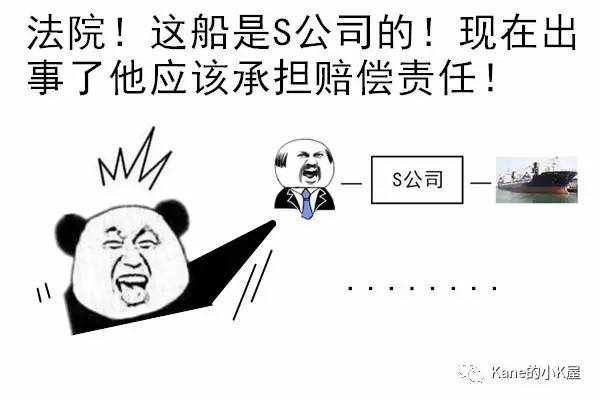 法院！这船是S公司的！现在出
事了他应该承担赔偿责任！
S公司
........
Kane的小K屋